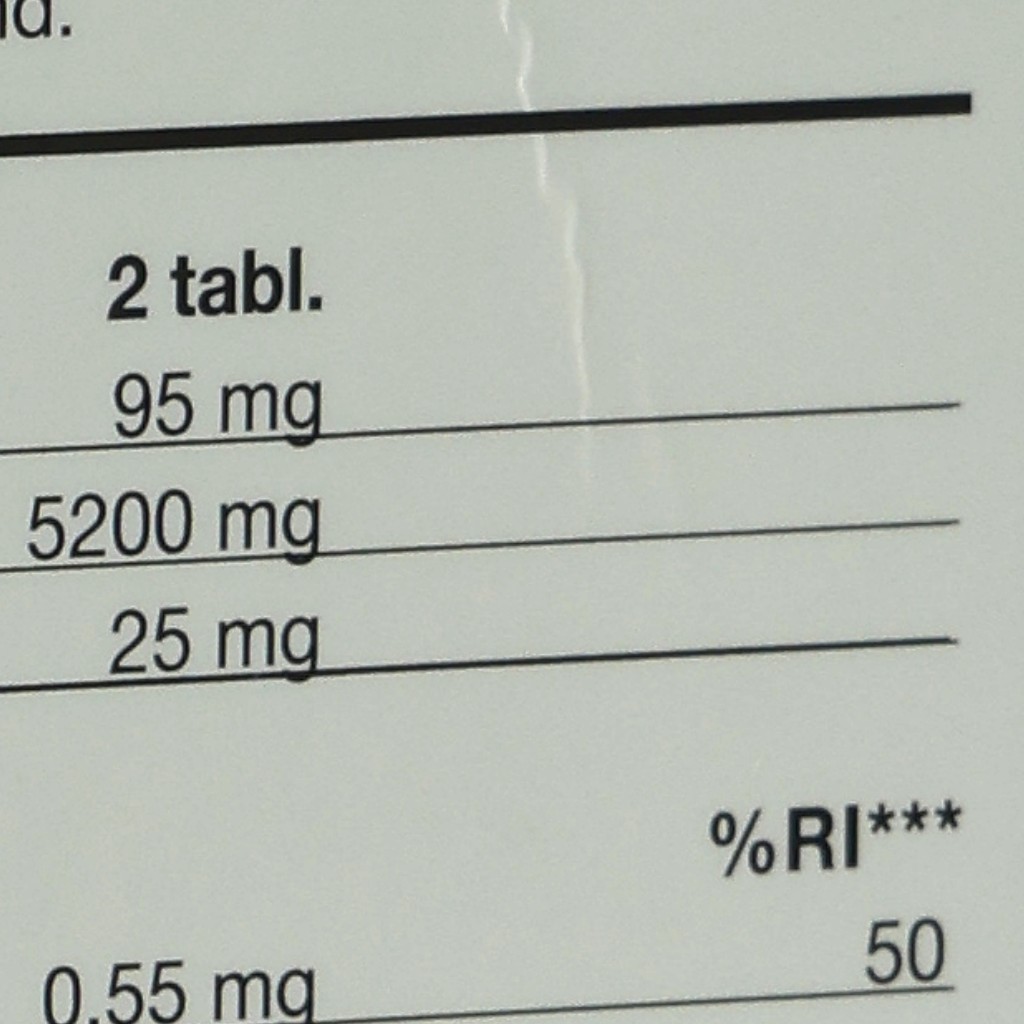 2 tabl.
95 mg
5200 mg
25 mg
%RI***
0,55 mg 50